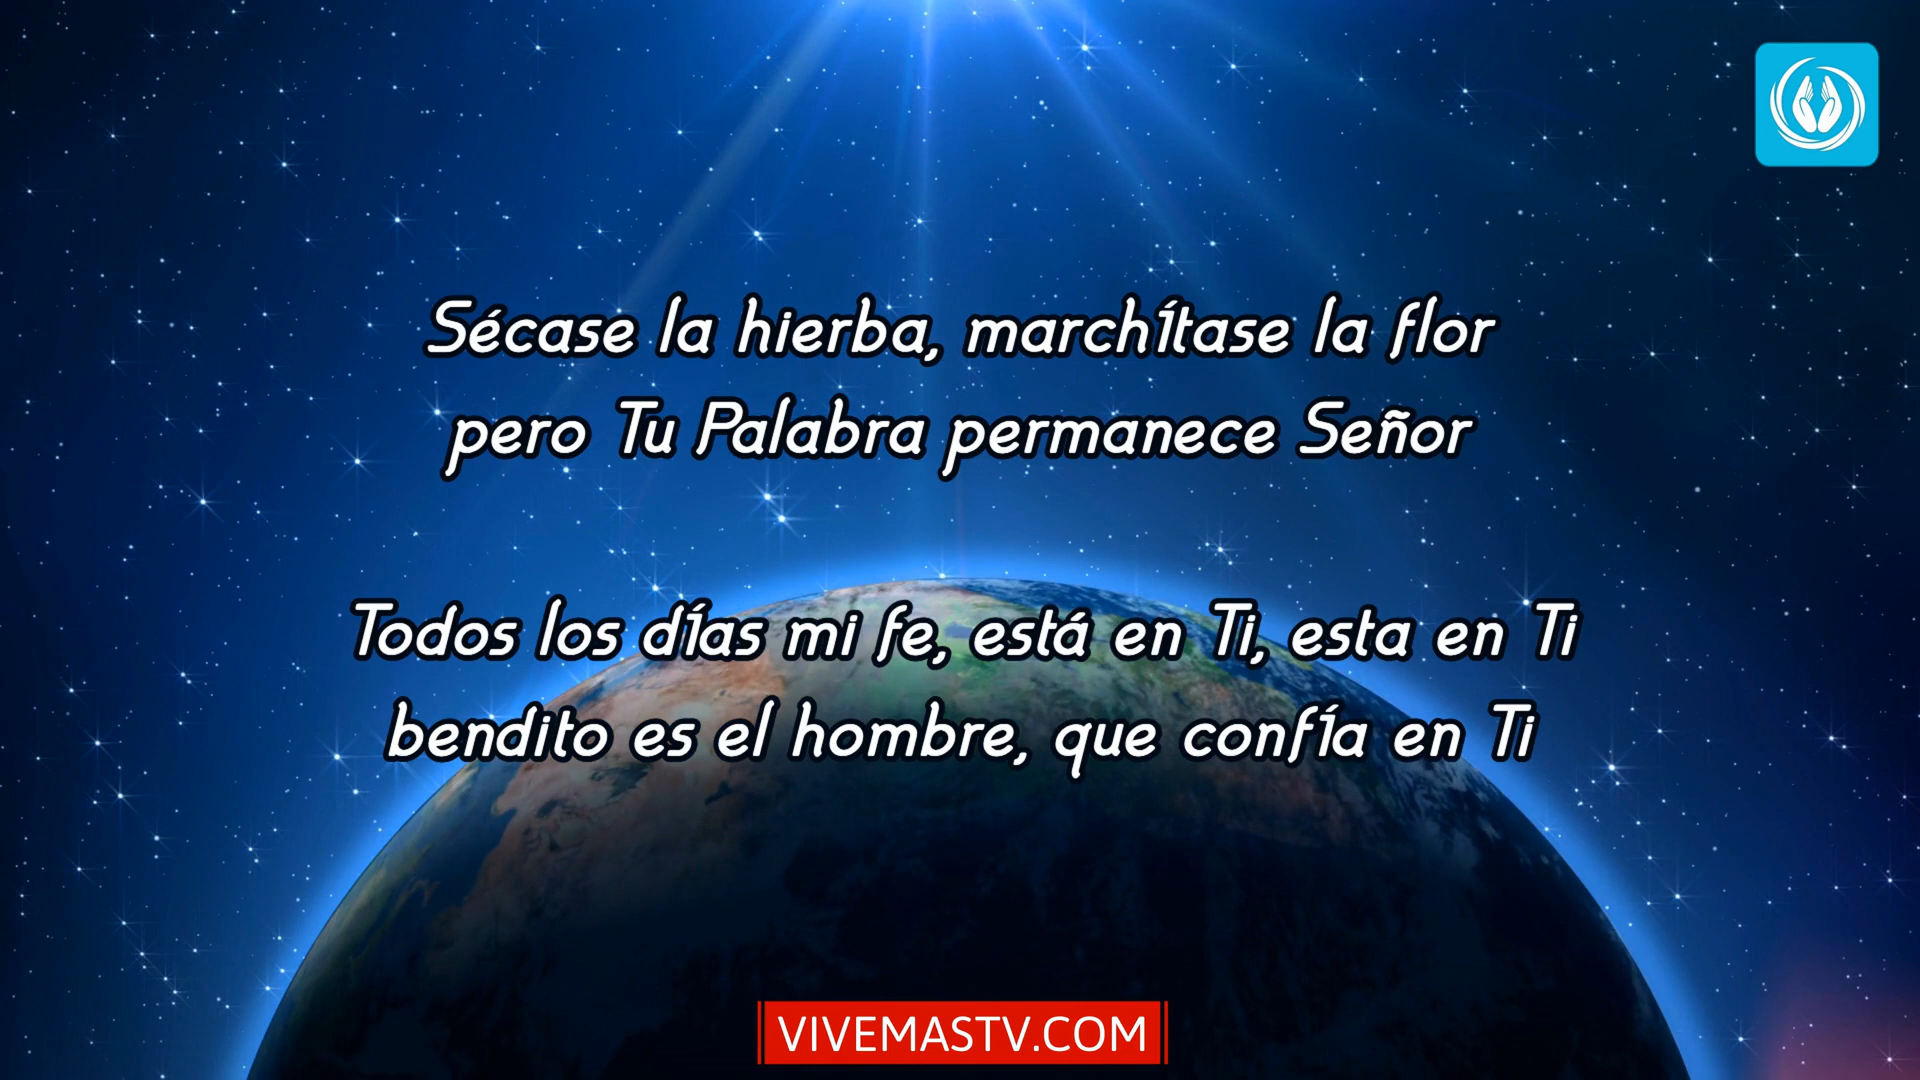 Sécase la hierba, marchítase la flor
pero Tu Palabra permanece Señor
Todos los días mi fe, está en Ti, esta en Ti
bendito es el hombre, que confía en Ti
VIVEMASTV.COM